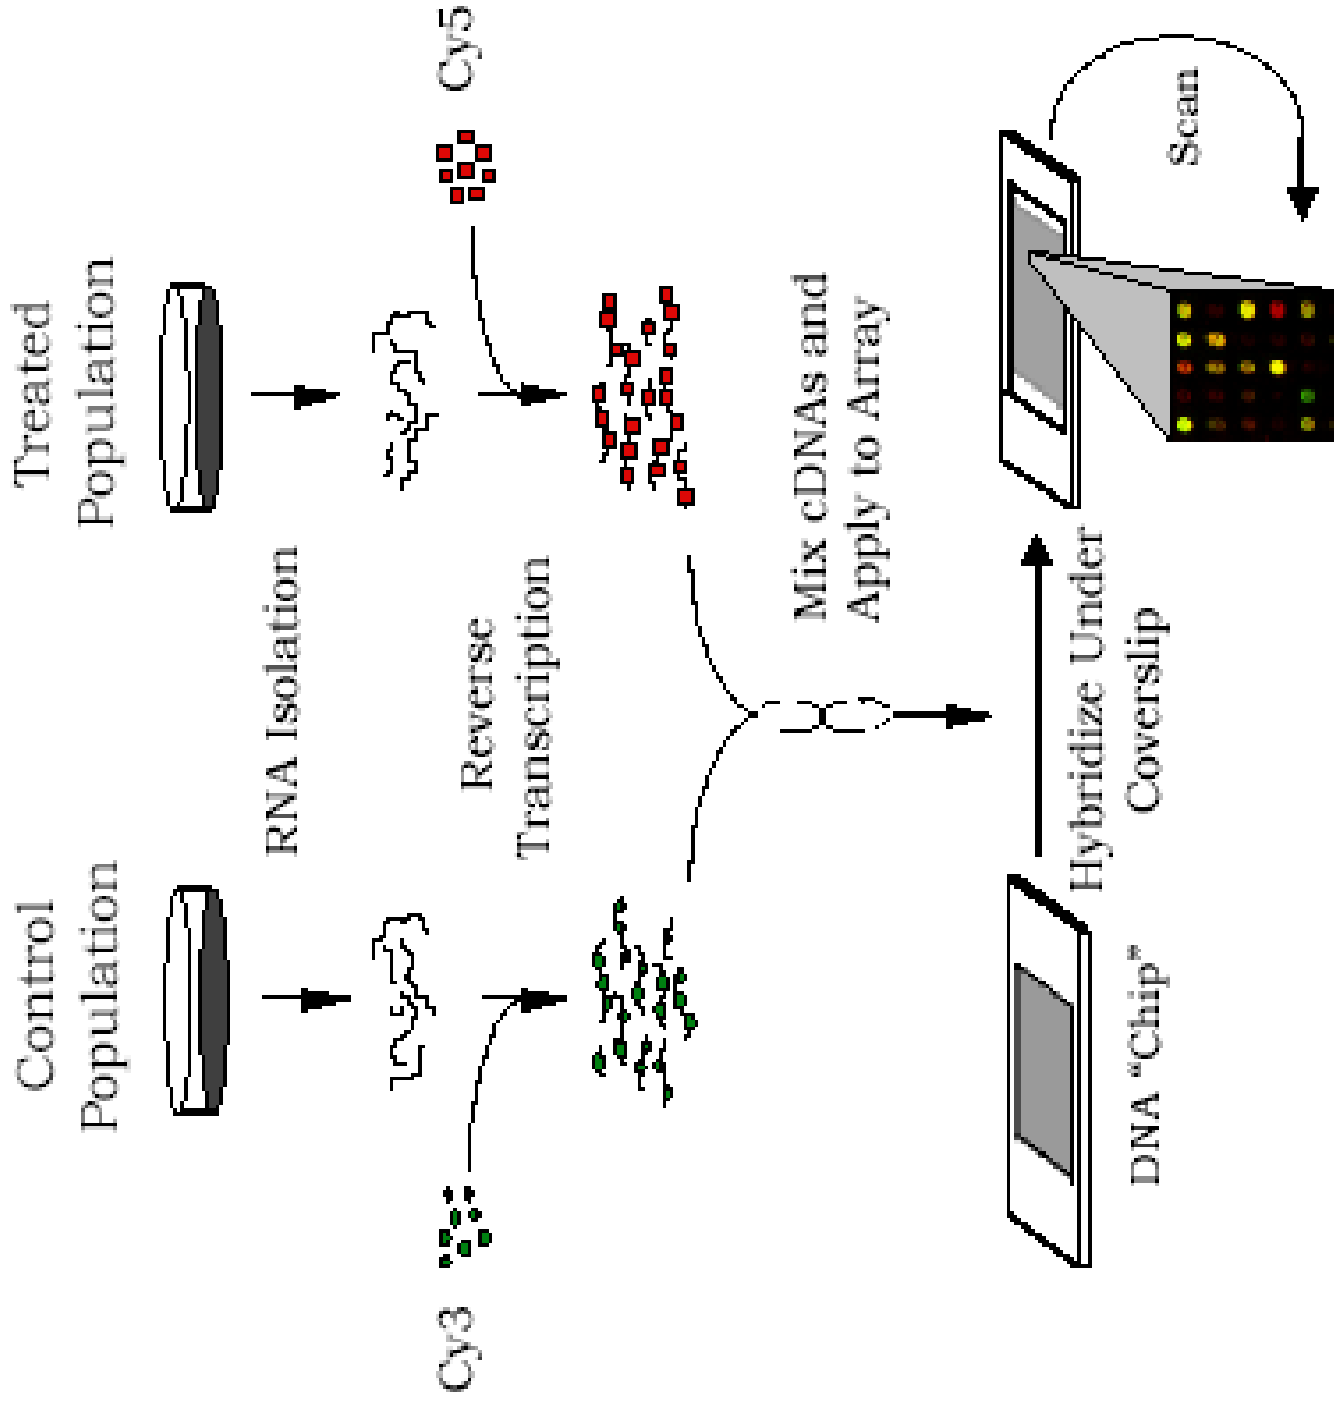 Control
Population
Treated
Population
RNA Isolation
Cy3
Reverse
Transcription
Cy5
Mix cDNAs and
Apply to Array
DNA “Chip”
Hybridize Under
Coverslip
Scan